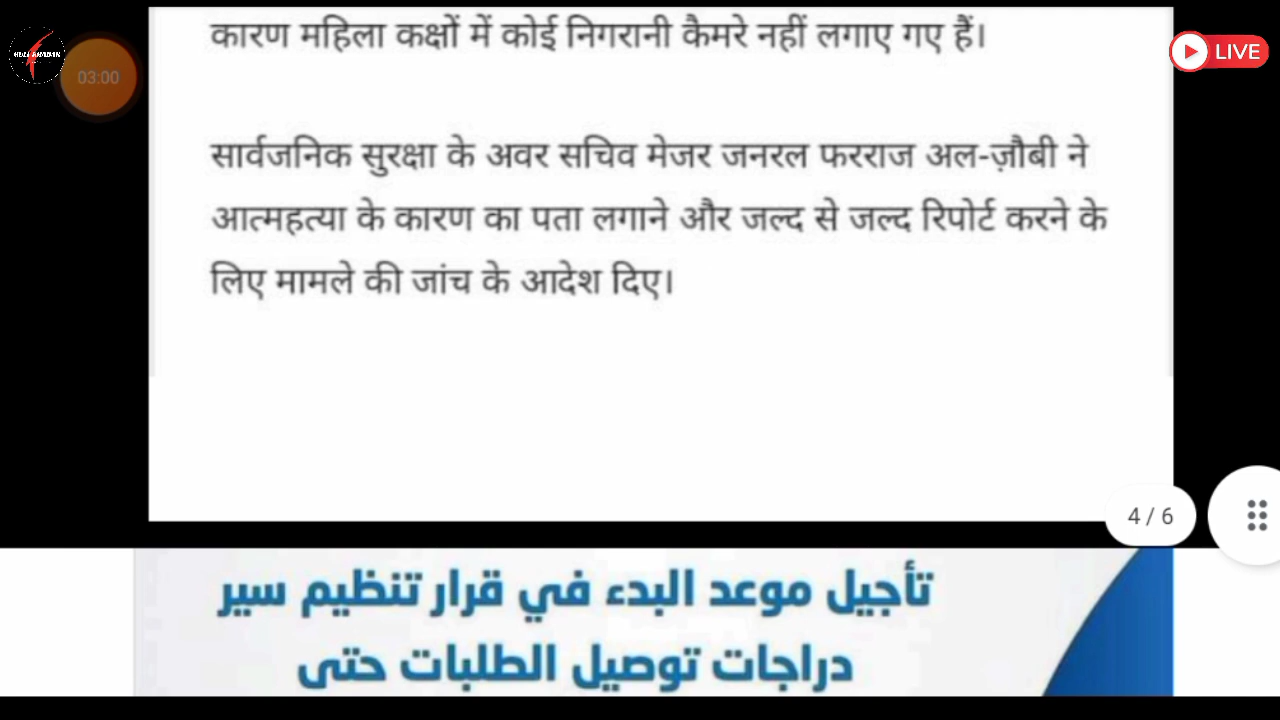 कारण महिला कक्षों में कोई निगरानी कैमरे नहीं लगाए गए हैं।
03:00
LIVE
सार्वजनिक सुरक्षा के अवर सचिव मेजर जनरल फरराज अल-ज़ौबी ने
आत्महत्या के कारण का पता लगाने और जल्द से जल्द रिपोर्ट करने के
लिए मामले की जांच के आदेश दिए।
4 / 6
تأجيل موعد البدء في قرار تنظيم سير
دراجات توصيل الطلبات حتى